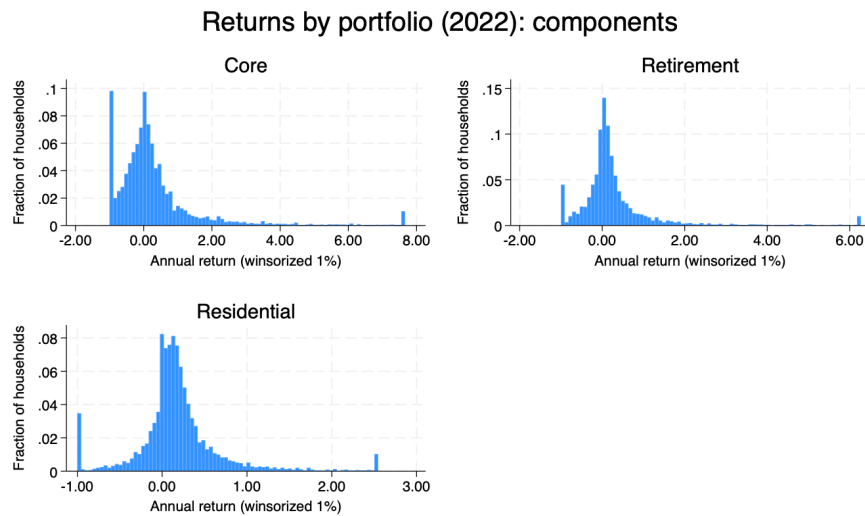 Returns by portfolio (2022): components
Core
Fraction of households
.1
.08
.06
.04
.02
0
-2.00 0.00 2.00 4.00 6.00 8.00
Annual return (winsorized 1%)
Retirement
Fraction of households
.15
.1
.05
0
-2.00 0.00 2.00 4.00 6.00
Annual return (winsorized 1%)
Residential
Fraction of households
.08
.06
.04
.02
0
-1.00 0.00 1.00 2.00 3.00
Annual return (winsorized 1%)